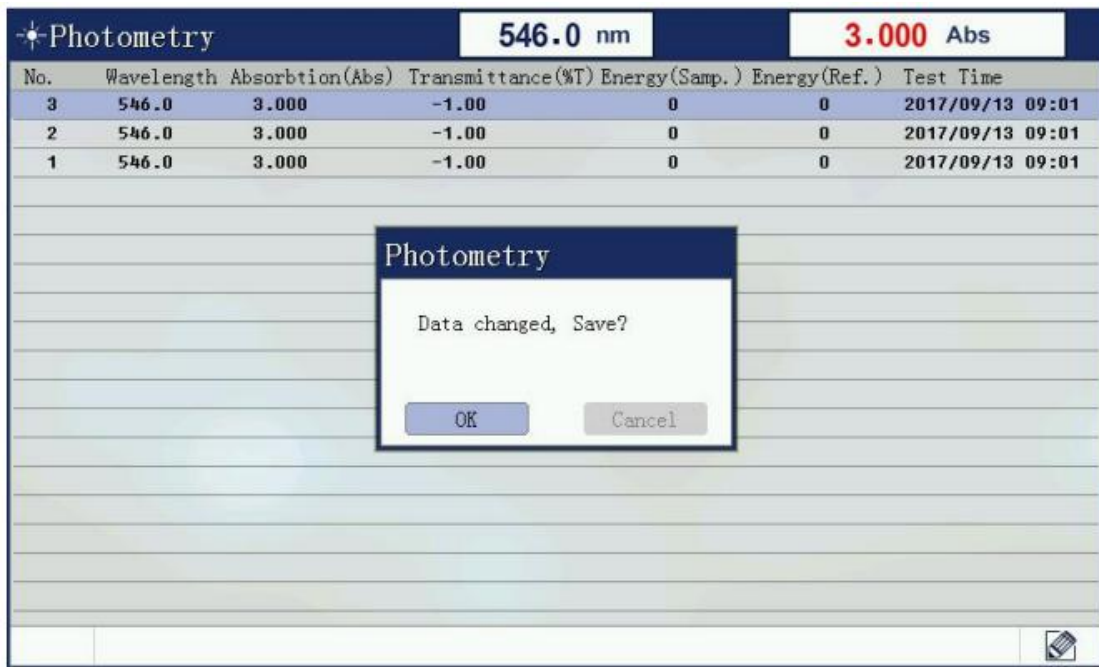 Photometry 546.0 nm 3.000 Abs
No. Wavelength Absorbtion(Abs) Transmittance(%T) Energy(Samp.) Energy(Ref.) Test Time
3 546.0 3.000 -1.00 0 0 2017/09/13 09:01
2 546.0 3.000 -1.00 0 0 2017/09/13 09:01
1 546.0 3.000 -1.00 0 0 2017/09/13 09:01
Photometry
Data changed, Save?
OK Cancel